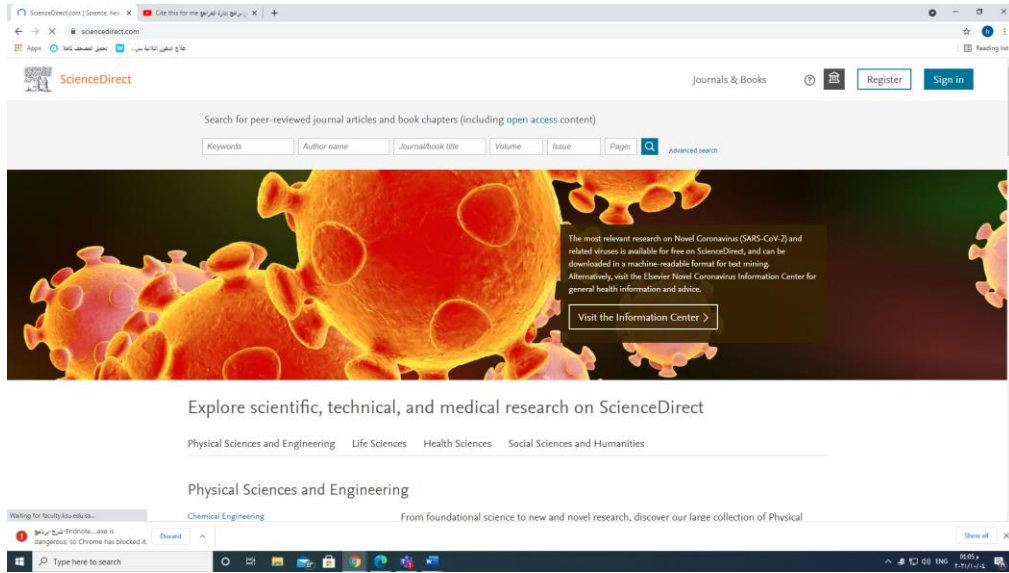 ScienceDirect.com | Science, hea
Cite this for me
sciencedirect.com
Apps
Reading list
ScienceDirect
Journals & Books
Register
Sign in
Search for peer-reviewed journal articles and book chapters (including open access content)
Keywords
Author name
Journal/book title
Volume
Issue
Pages
Advanced search
The most relevant research on Novel Coronavirus (SARS-CoV-2) and
related viruses is available for free on ScienceDirect, and can be
downloaded in a machine-readable format for text mining.
Alternatively, visit the Elsevier Novel Coronavirus Information Center for
general health information and advice.
Visit the Information Center >
Explore scientific, technical, and medical research on ScienceDirect
Physical Sciences and Engineering
Life Sciences
Health Sciences
Social Sciences and Humanities
Physical Sciences and Engineering
Waiting for faculty.ksu.edu.sa...
Chemical Engineering
From foundational science to new and novel research, discover our large collection of Physical
شرح-برنامج-findnote....exe is
dangerous, so Chrome has blocked it.
Discard
Show all
Type here to search
ENG
01:05 م